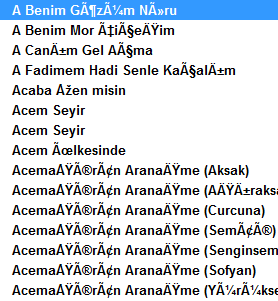 A Benim GÃ¶zÃ¼m NÃ»ru
A Benim Mor Ã‡iÃ§eÄŸim
A CanÄ±m Gel AÃ§ma
A Fadimem Hadi Senle KaÃ§alÄ±m
Acaba Åžen misin
Acem Seyir
Acem Seyir
Acem Ãœlkesinde
AcemaÅŸÃ®rÃ¢n AranaÄŸme (Aksak)
AcemaÅŸÃ®rÃ¢n AranaÄŸme (AÄŸÄ±raksa
AcemaÅŸÃ®rÃ¢n AranaÄŸme (Curcuna)
AcemaÅŸÃ®rÃ¢n AranaÄŸme (SemÃ¢Ã®)
AcemaÅŸÃ®rÃ¢n AranaÄŸme (Senginsem
AcemaÅŸÃ®rÃ¢n AranaÄŸme (Sofyan)
AcemaÅŸÃ®rÃ¢n AranaÄŸme (YÃ¼rÃ¼kse